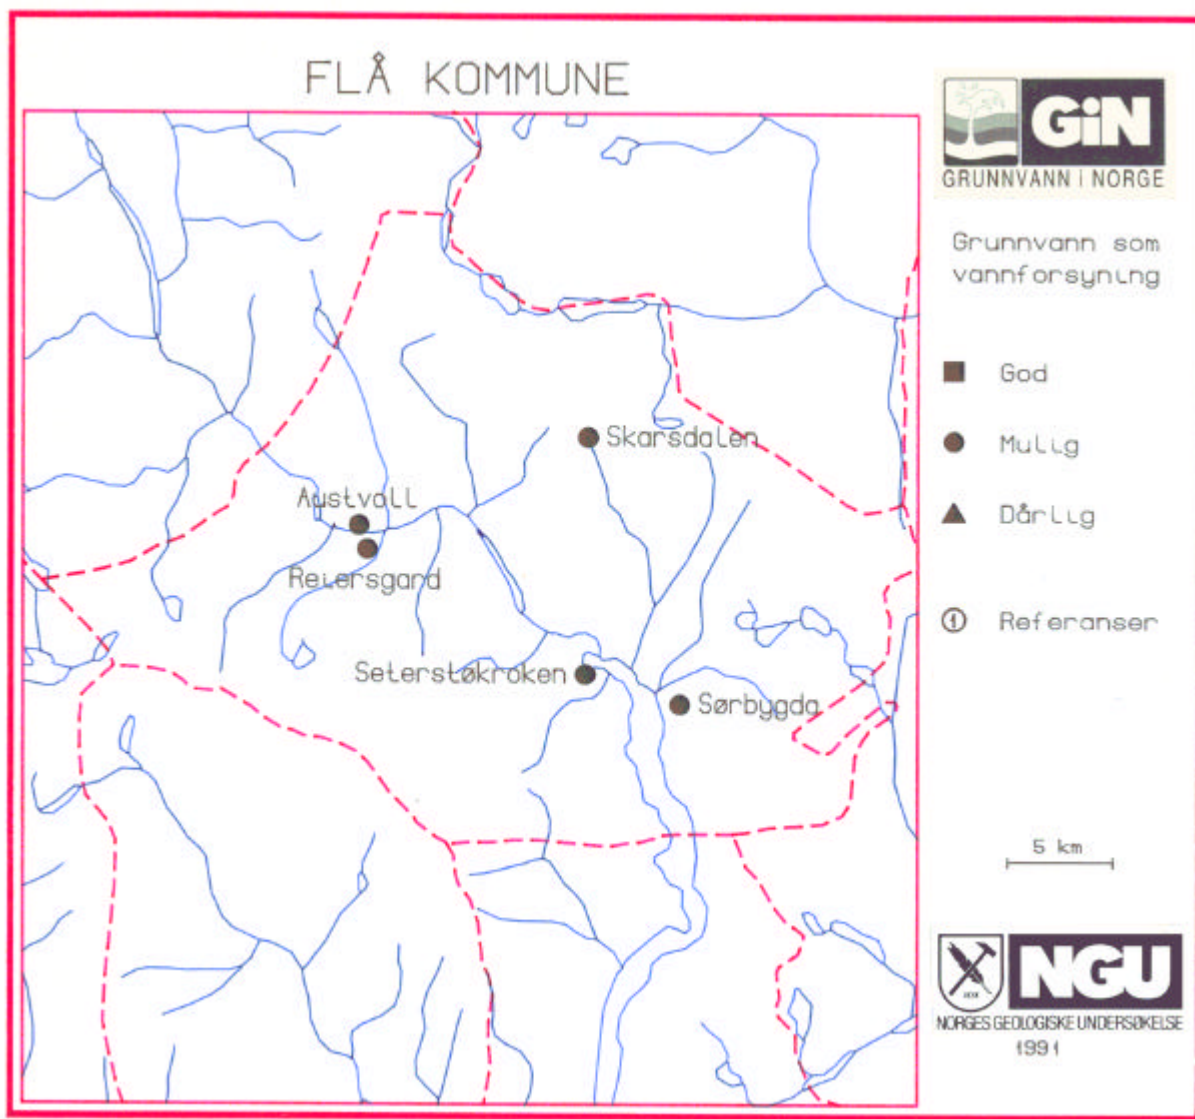 FLÅ KOMMUNE
GiN
GRUNNVANN I NORGE
Grunnvann som
vannforsyning
God
Mulig
Dårlig
1 Referanser
Skarsdalen
Austvoll
Reiersgard
Seterstøkroken
Sørbygda
5 km
NGU
NORGES GEOLOGISKE UNDERSØKELSE
1991